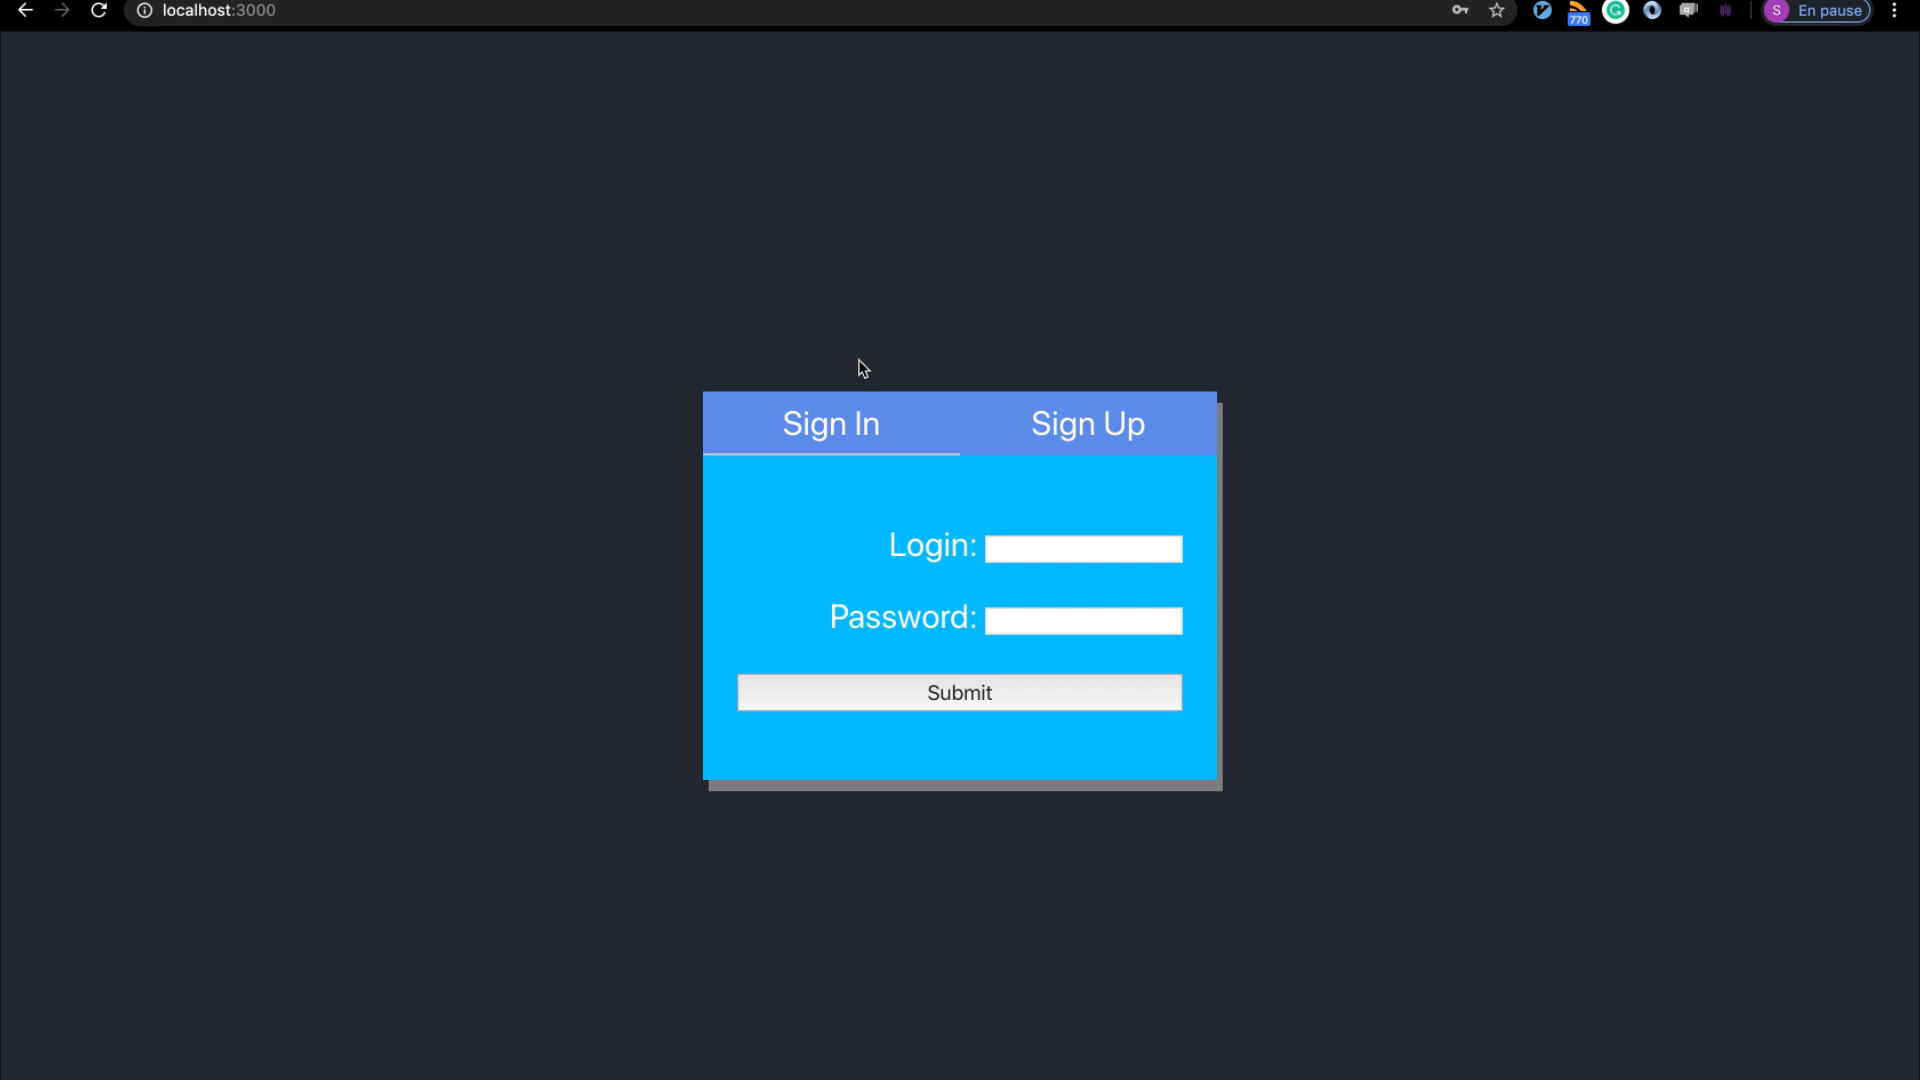 localhost:3000
770
S En pause
Sign In Sign Up
Login:
Password:
Submit